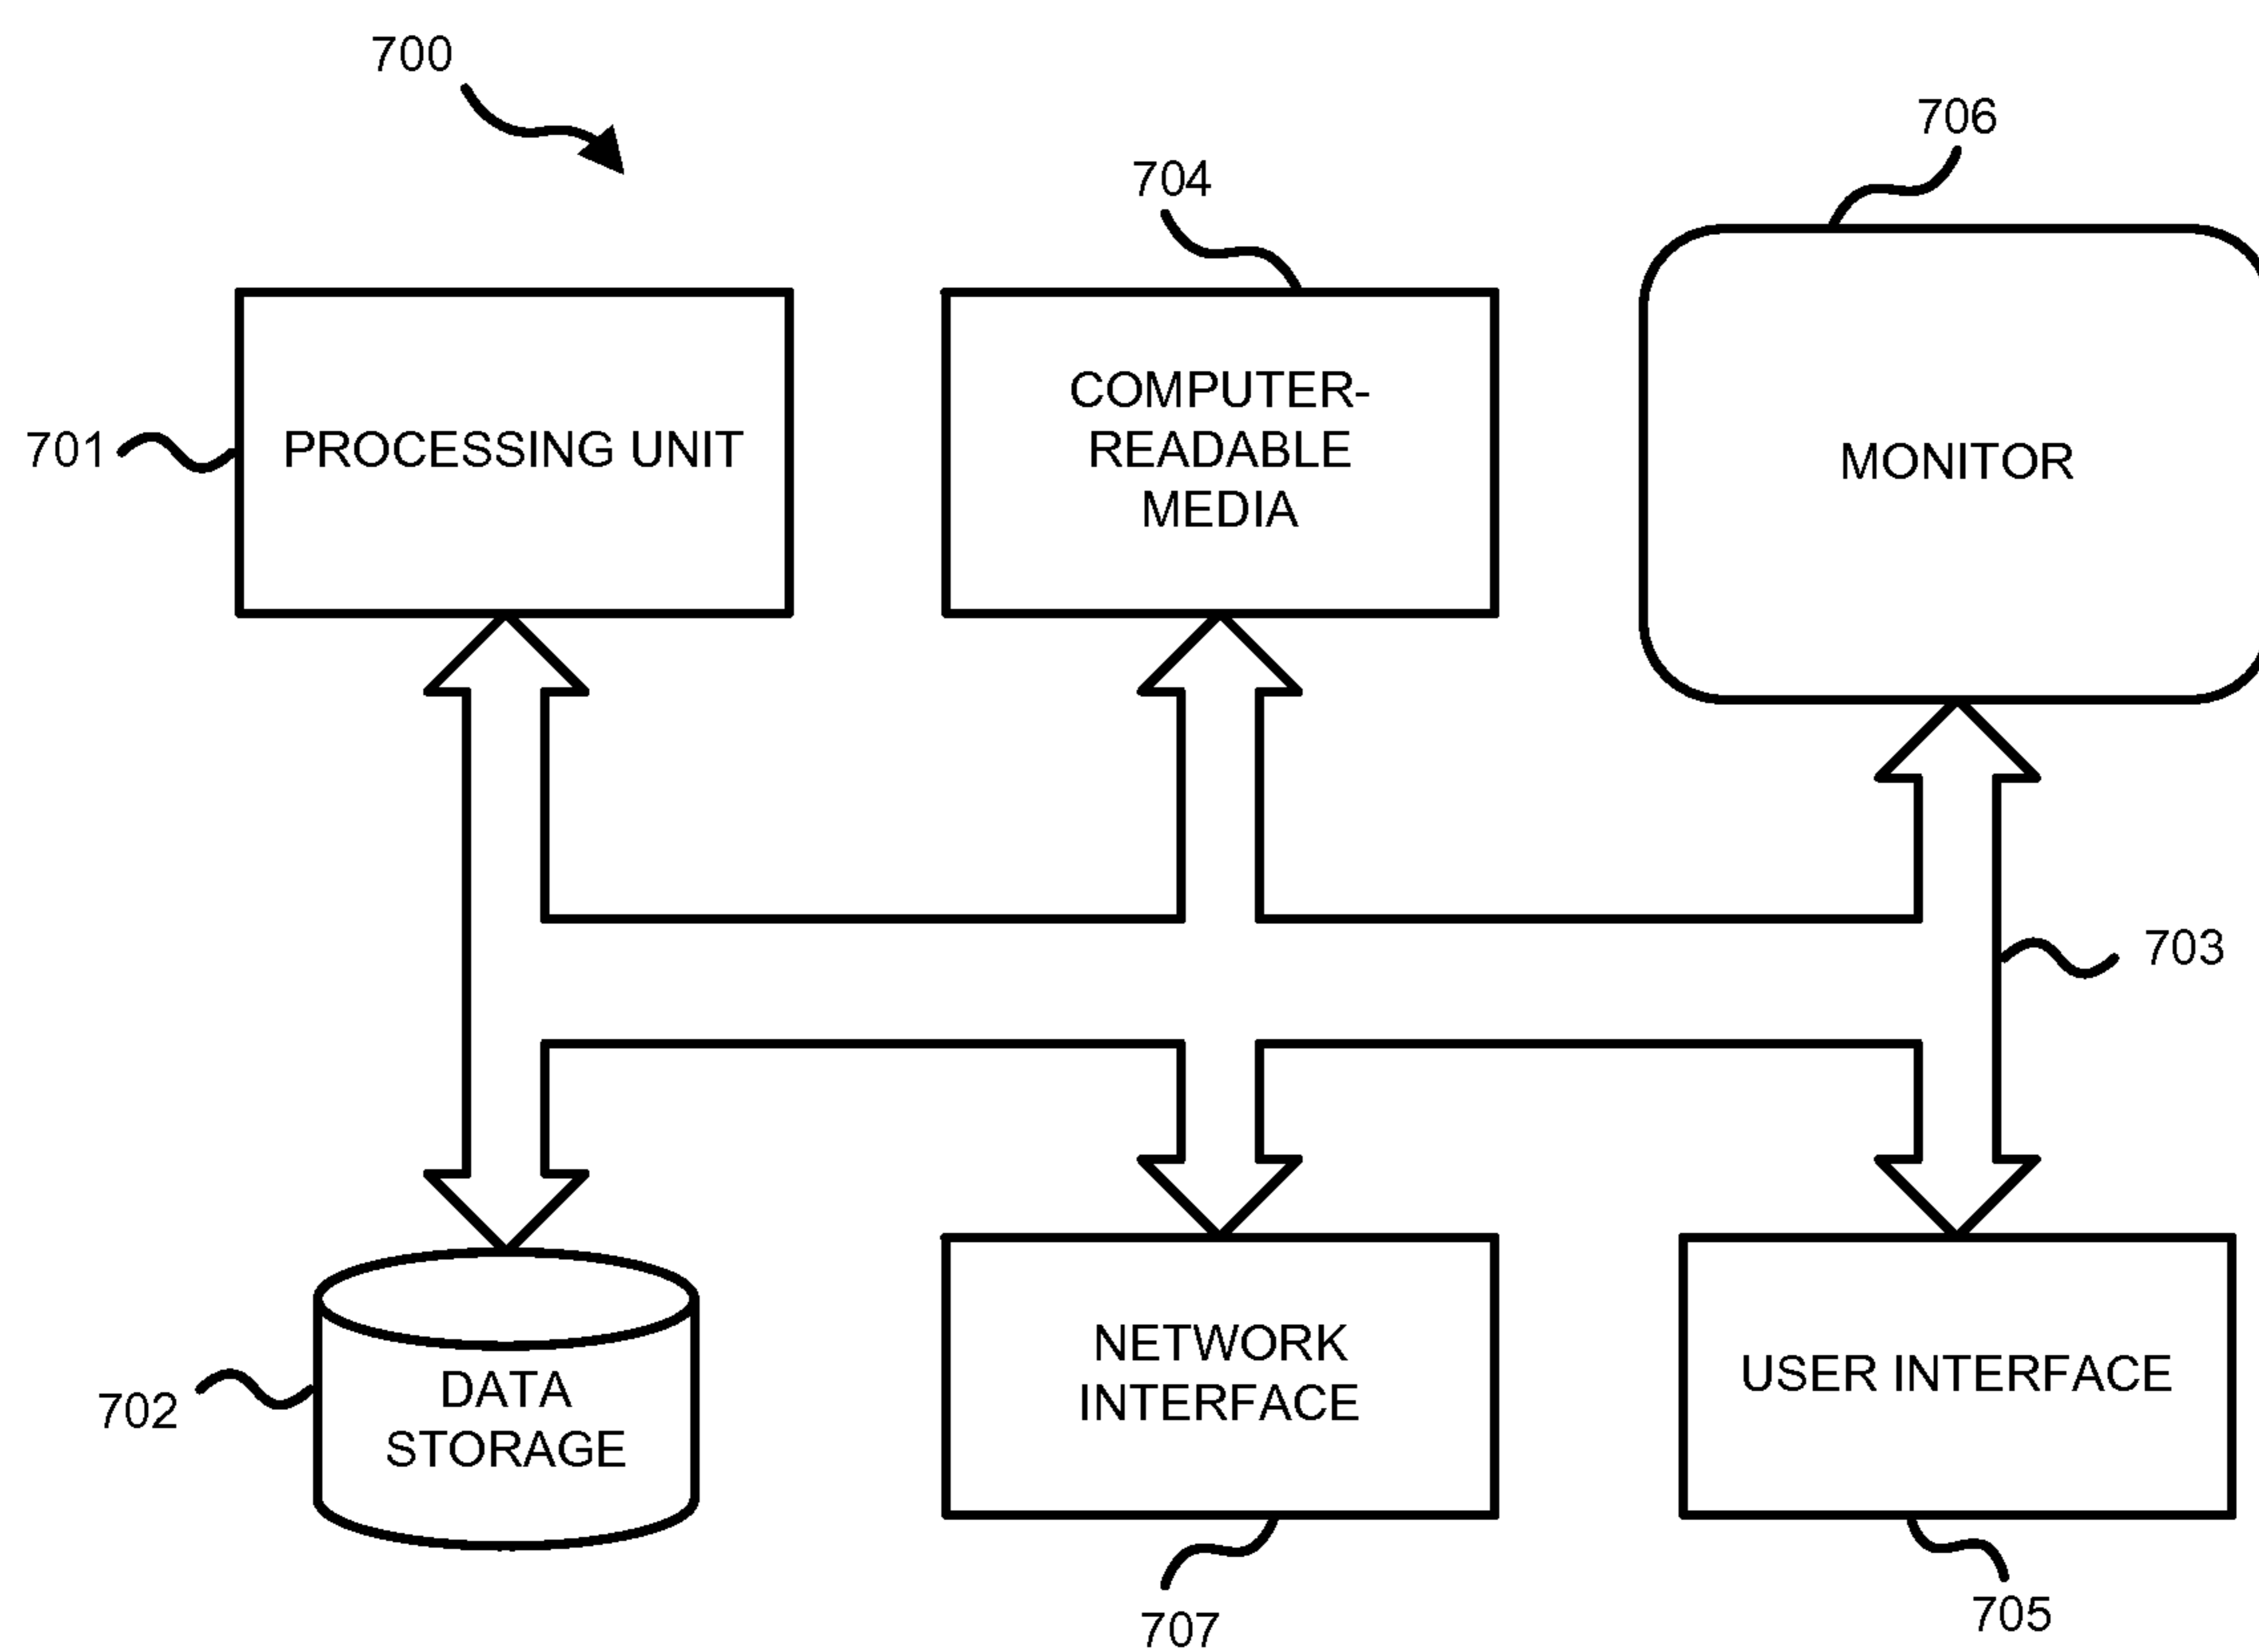 700
706
704
COMPUTER-
READABLE
MEDIA
701
PROCESSING UNIT
MONITOR
703
NETWORK
INTERFACE
USER INTERFACE
702
DATA
STORAGE
707
705